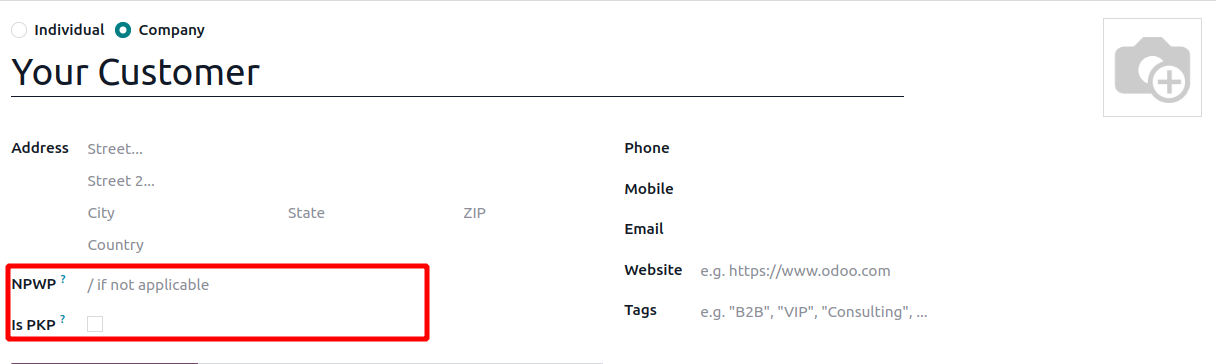 Individual Company
Your Customer
Address Street...
Street 2...
City State ZIP
Country
NPWP ? / if not applicable
Is PKP ?
Phone
Mobile
Email
Website e.g. https://www.odoo.com
Tags e.g. "B2B", "VIP", "Consulting", ...